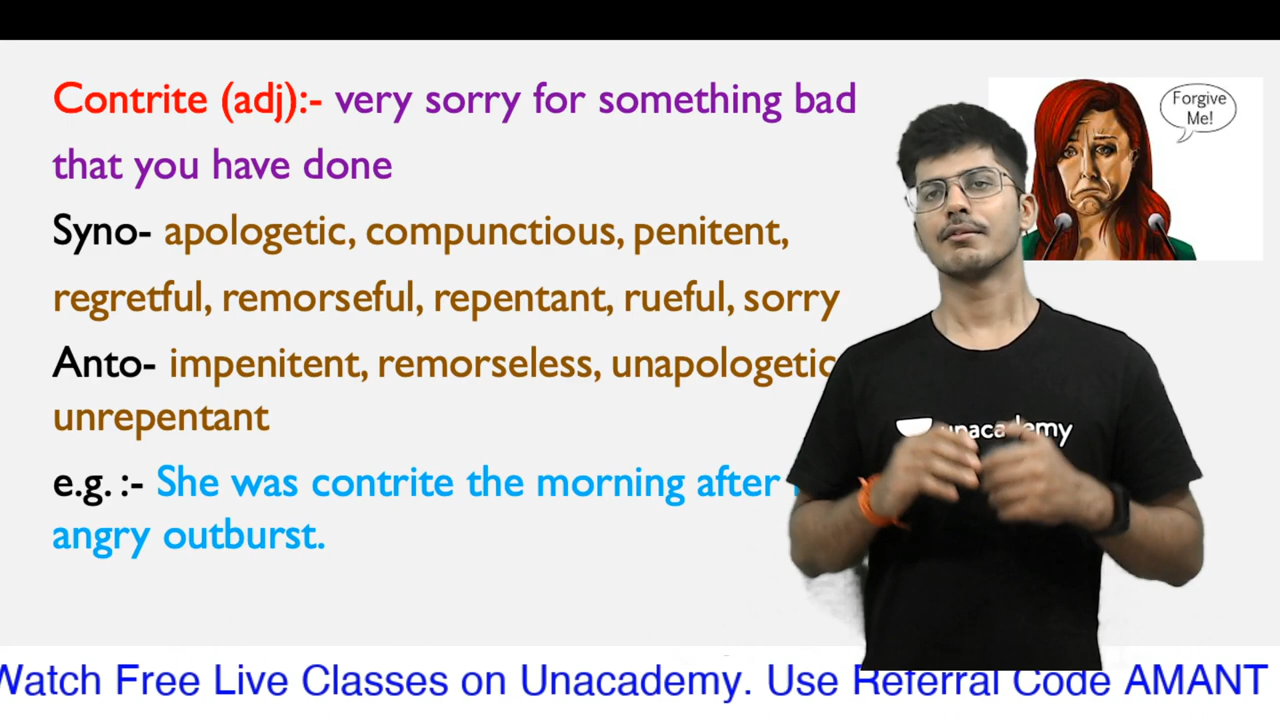 Contrite (adj):- very sorry for something bad
that you have done
Syno- apologetic, compunctious, penitent,
regretful, remorseful, repentant, rueful, sorry
Anto- impenitent, remorseless, unapologetic
unrepentant
e.g. :- She was contrite the morning after
angry outburst.
Forgive
Me!
unacademy
Watch Free Live Classes on Unacademy. Use Referral Code AMANT